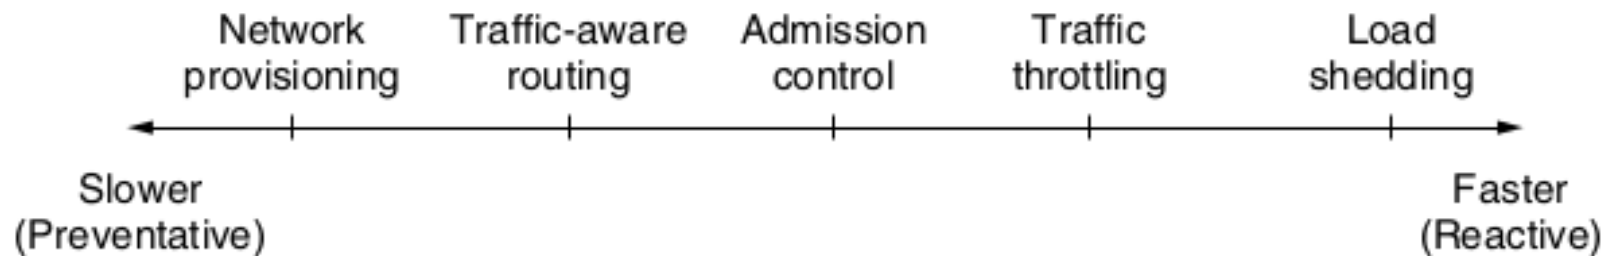 Network
provisioning
Traffic-aware
routing
Admission
control
Traffic
throttling
Load
shedding
Slower
(Preventative)
Faster
(Reactive)